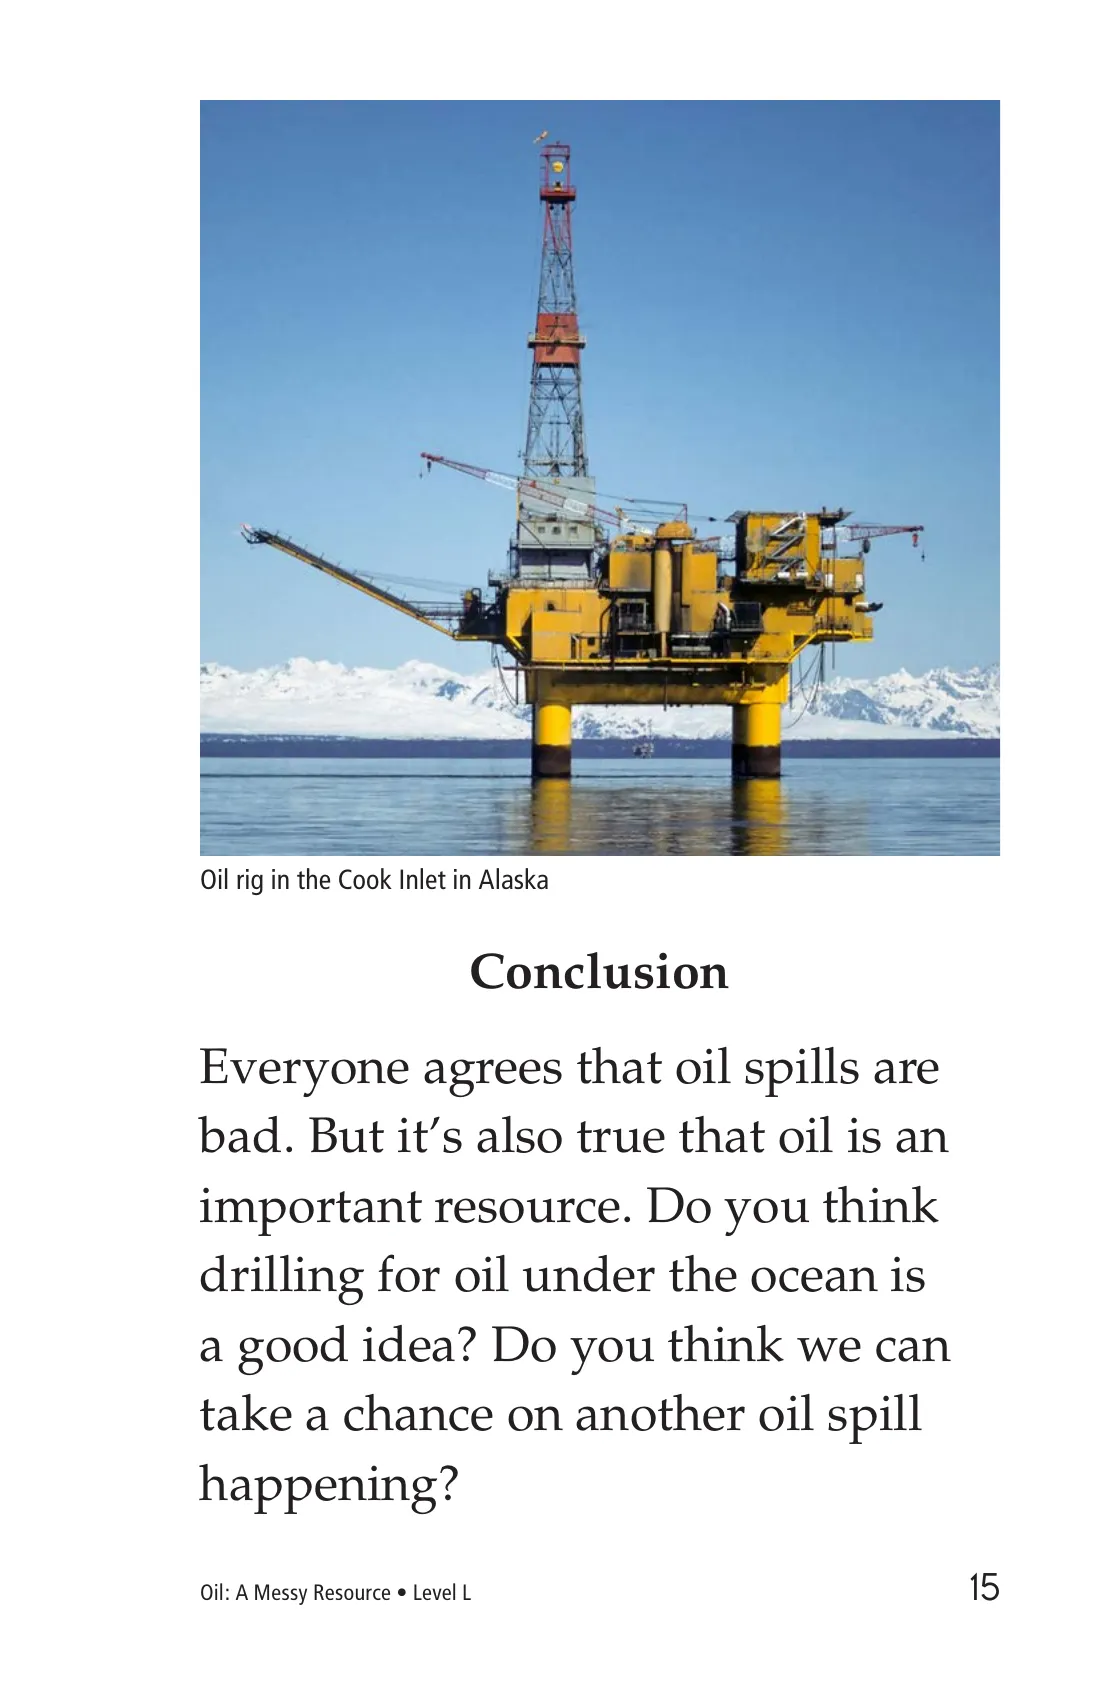 Oil rig in the Cook Inlet in Alaska
Conclusion
Everyone agrees that oil spills are
bad. But it’s also true that oil is an
important resource. Do you think
drilling for oil under the ocean is
a good idea? Do you think we can
take a chance on another oil spill
happening?
Oil: A Messy Resource • Level L
15